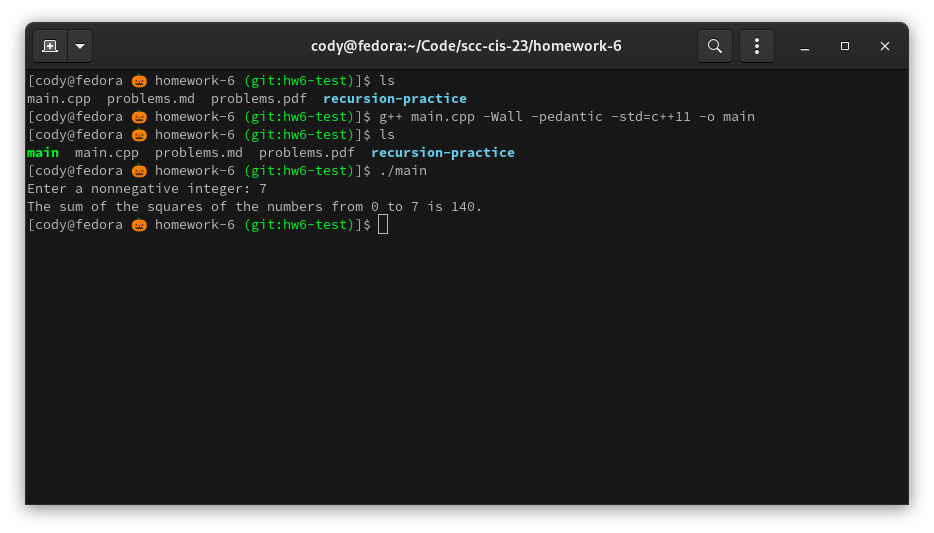 cody@fedora:~/Code/scc-cis-23/homework-6
[cody@fedora 🎃 homework-6 (git:hw6-test)]$ ls
main.cpp  problems.md  problems.pdf  recursion-practice
[cody@fedora 🎃 homework-6 (git:hw6-test)]$ g++ main.cpp -Wall -pedantic -std=c++11 -o main
[cody@fedora 🎃 homework-6 (git:hw6-test)]$ ls
main  main.cpp  problems.md  problems.pdf  recursion-practice
[cody@fedora 🎃 homework-6 (git:hw6-test)]$ ./main
Enter a nonnegative integer: 7
The sum of the squares of the numbers from 0 to 7 is 140.
[cody@fedora 🎃 homework-6 (git:hw6-test)]$